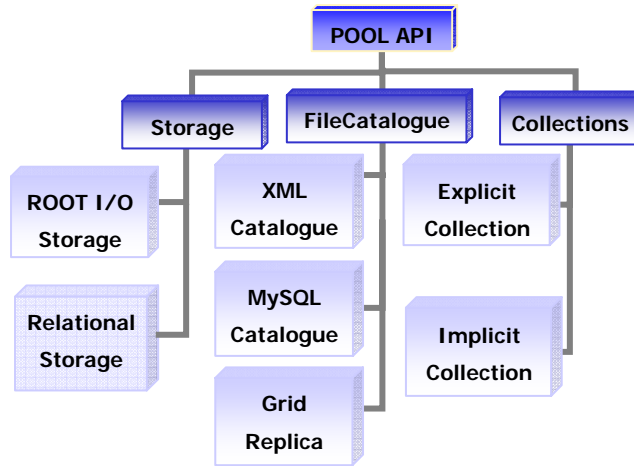 POOL API
Storage
FileCatalogue
Collections
ROOT I/O
Storage
XML
Catalogue
Explicit
Collection
Relational
Storage
MySQL
Catalogue
Implicit
Collection
Grid
Replica